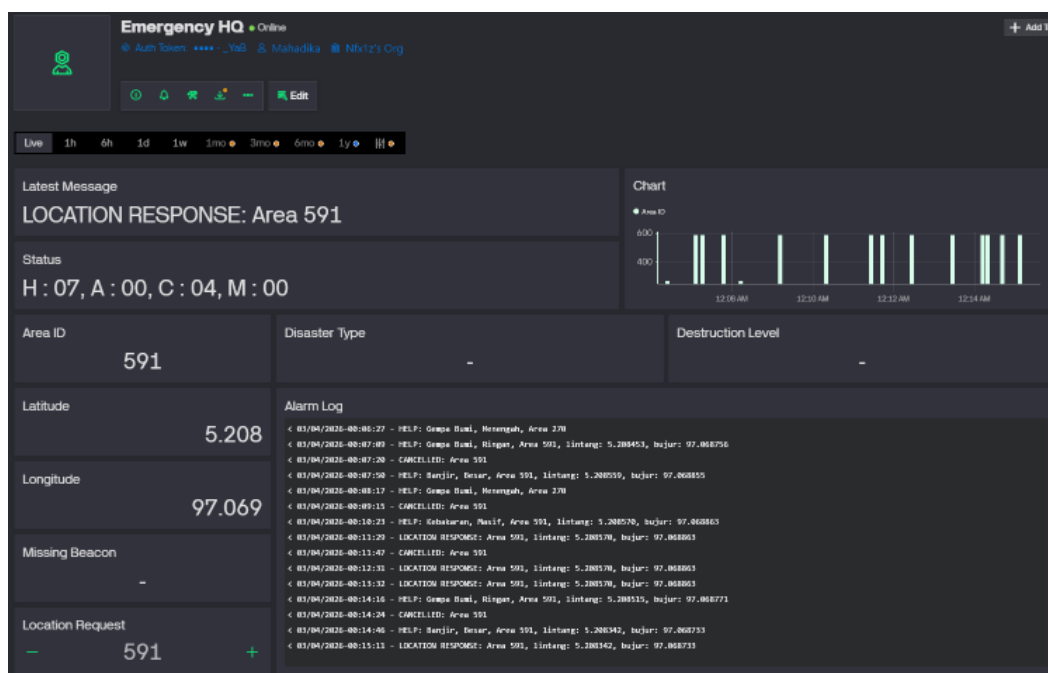 Emergency HQ • Online
Auth Token: •••• - _YaB Mahadika Nfx1z's Org
Edit
+ Add T
Live 1h 6h 1d 1w 1mo 3mo 6mo 1y
Latest Message
LOCATION RESPONSE: Area 591
Status
H : 07, A : 00, C : 04, M : 00
Chart
Area ID
600
400
12:06 AM 12:10 AM 12:12 AM 12:14 AM
Area ID
591
Disaster Type
-
Destruction Level
-
Latitude
5.208
Longitude
97.069
Missing Beacon
-
Location Request
− 591 +
Alarm Log
< 03/04/2026-00:06:27 - HELP: Gempa Bumi, Menengah, Area 270
< 03/04/2026-00:07:09 - HELP: Gempa Bumi, Ringan, Area 591, lintang: 5.208453, bujur: 97.068756
< 03/04/2026-00:07:20 - CANCELLED: Area 591
< 03/04/2026-00:07:50 - HELP: Banjir, Besar, Area 591, lintang: 5.208559, bujur: 97.068855
< 03/04/2026-00:08:17 - HELP: Gempa Bumi, Menengah, Area 270
< 03/04/2026-00:09:15 - CANCELLED: Area 591
< 03/04/2026-00:10:23 - HELP: Kebakaran, Masif, Area 591, lintang: 5.208570, bujur: 97.068863
< 03/04/2026-00:11:29 - LOCATION RESPONSE: Area 591, lintang: 5.208570, bujur: 97.068863
< 03/04/2026-00:11:47 - CANCELLED: Area 591
< 03/04/2026-00:12:31 - LOCATION RESPONSE: Area 591, lintang: 5.208570, bujur: 97.068863
< 03/04/2026-00:13:32 - LOCATION RESPONSE: Area 591, lintang: 5.208570, bujur: 97.068863
< 03/04/2026-00:14:16 - HELP: Gempa Bumi, Ringan, Area 591, lintang: 5.208515, bujur: 97.068771
< 03/04/2026-00:14:24 - CANCELLED: Area 591
< 03/04/2026-00:14:46 - HELP: Banjir, Besar, Area 591, lintang: 5.208342, bujur: 97.068733
< 03/04/2026-00:15:11 - LOCATION RESPONSE: Area 591, lintang: 5.208342, bujur: 97.068733